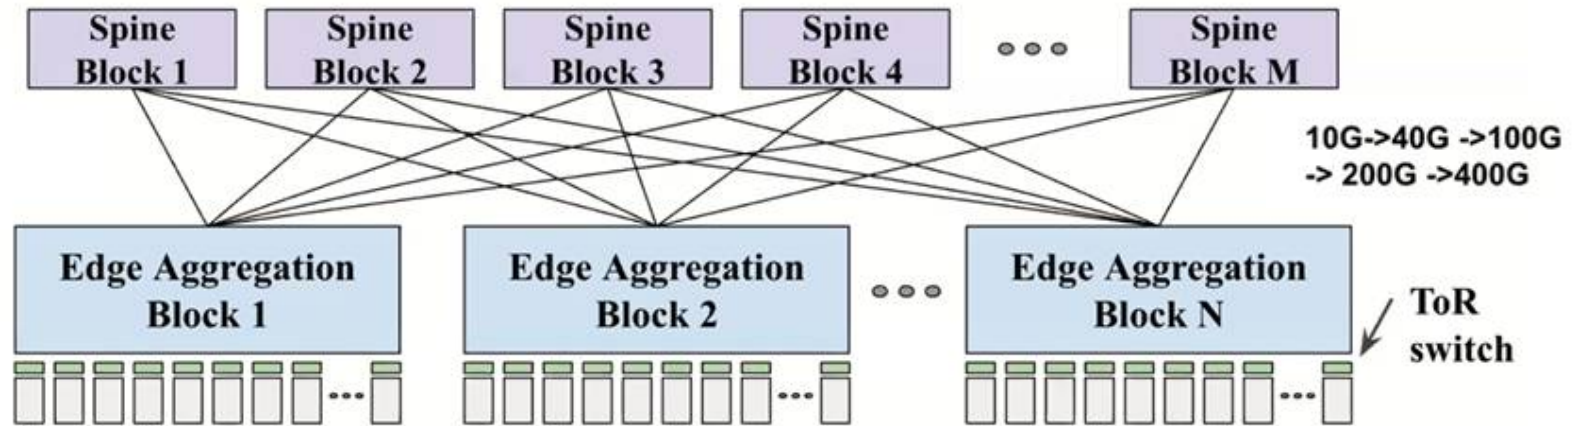 Spine
Block 1
Spine
Block 2
Spine
Block 3
Spine
Block 4
Spine
Block M
10G->40G ->100G
-> 200G ->400G
Edge Aggregation
Block 1
Edge Aggregation
Block 2
Edge Aggregation
Block N
ToR
switch